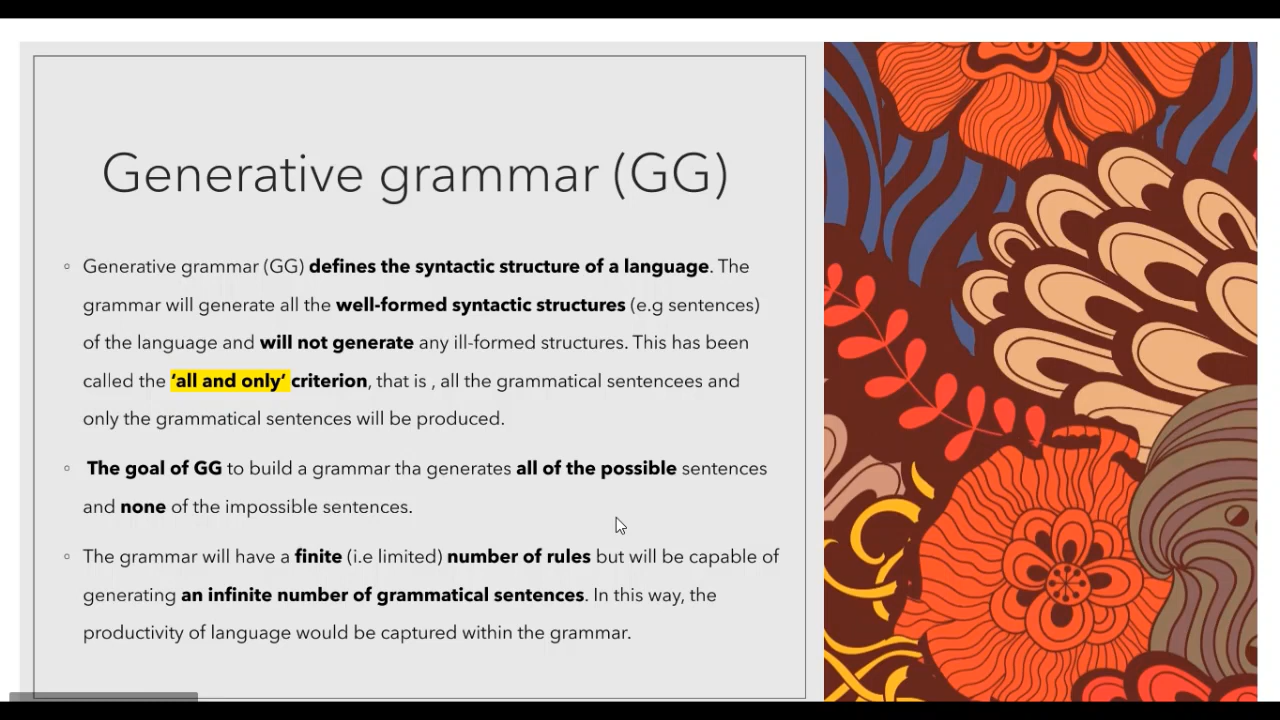 Generative grammar (GG)
◦ Generative grammar (GG) defines the syntactic structure of a language. The
grammar will generate all the well-formed syntactic structures (e.g sentences)
of the language and will not generate any ill-formed structures. This has been
called the ‘all and only’ criterion, that is , all the grammatical sentencees and
only the grammatical sentences will be produced.
◦ The goal of GG to build a grammar tha generates all of the possible sentences
and none of the impossible sentences.
◦ The grammar will have a finite (i.e limited) number of rules but will be capable of
generating an infinite number of grammatical sentences. In this way, the
productivity of language would be captured within the grammar.